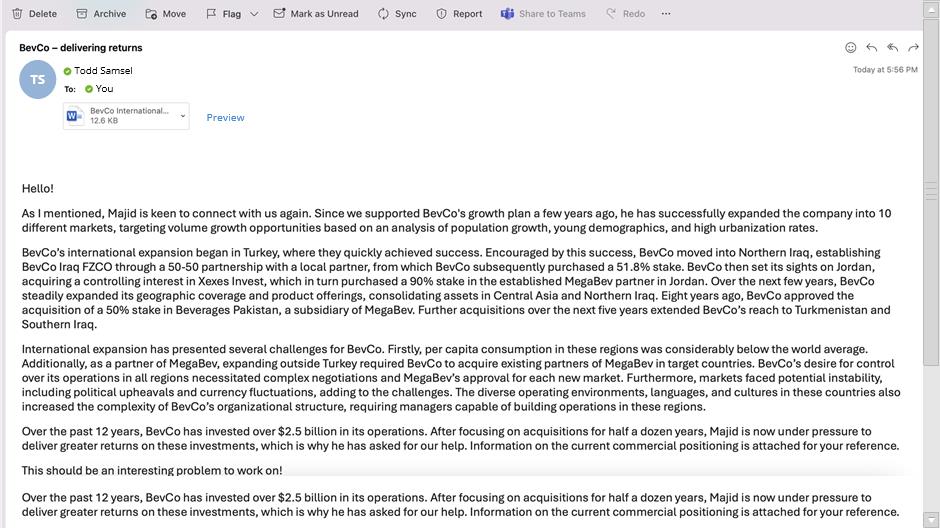 Delete Archive Move Flag Mark as Unread Sync Report Share to Teams Redo ...
BevCo – delivering returns
TS
Todd Samsel
Today at 5:56 PM
To: You
W
BevCo International...
12.6 KB
Preview
Hello!
As I mentioned, Majid is keen to connect with us again. Since we supported BevCo's growth plan a few years ago, he has successfully expanded the company into 10
different markets, targeting volume growth opportunities based on an analysis of population growth, young demographics, and high urbanization rates.
BevCo’s international expansion began in Turkey, where they quickly achieved success. Encouraged by this success, BevCo moved into Northern Iraq, establishing
BevCo Iraq FZCO through a 50-50 partnership with a local partner, from which BevCo subsequently purchased a 51.8% stake. BevCo then set its sights on Jordan,
acquiring a controlling interest in Xexes Invest, which in turn purchased a 90% stake in the established MegaBev partner in Jordan. Over the next few years, BevCo
steadily expanded its geographic coverage and product offerings, consolidating assets in Central Asia and Northern Iraq. Eight years ago, BevCo approved the
acquisition of a 50% stake in Beverages Pakistan, a subsidiary of MegaBev. Further acquisitions over the next five years extended BevCo’s reach to Turkmenistan and
Southern Iraq.
International expansion has presented several challenges for BevCo. Firstly, per capita consumption in these regions was considerably below the world average.
Additionally, as a partner of MegaBev, expanding outside Turkey required BevCo to acquire existing partners of MegaBev in target countries. BevCo’s desire for control
over its operations in all regions necessitated complex negotiations and MegaBev’s approval for each new market. Furthermore, markets faced potential instability,
including political upheavals and currency fluctuations, adding to the challenges. The diverse operating environments, languages, and cultures in these countries also
increased the complexity of BevCo’s organizational structure, requiring managers capable of building operations in these regions.
Over the past 12 years, BevCo has invested over $2.5 billion in its operations. After focusing on acquisitions for half a dozen years, Majid is now under pressure to
deliver greater returns on these investments, which is why he has asked for our help. Information on the current commercial positioning is attached for your reference.
This should be an interesting problem to work on!
Over the past 12 years, BevCo has invested over $2.5 billion in its operations. After focusing on acquisitions for half a dozen years, Majid is now under pressure to
deliver greater returns on these investments, which is why he has asked for our help. Information on the current commercial positioning is attached for your reference.